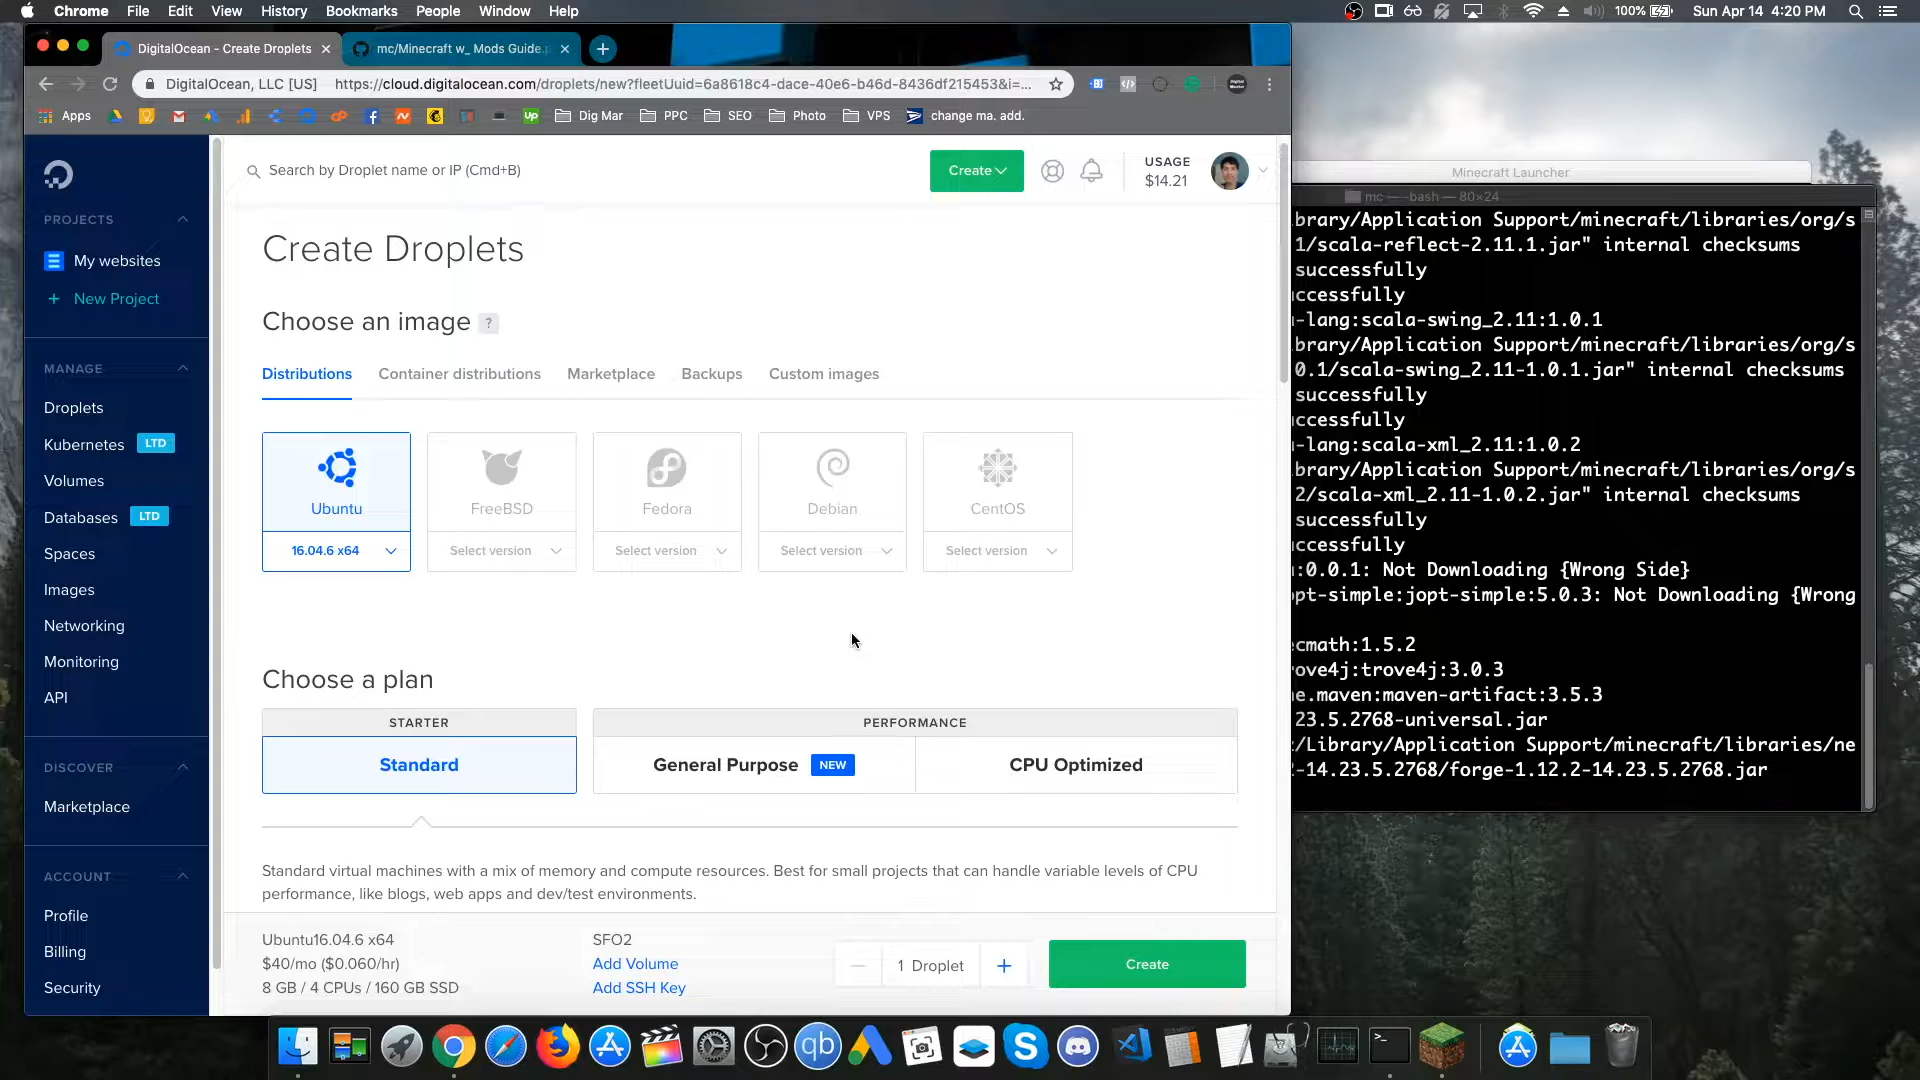 Chrome File Edit View History Bookmarks People Window Help
100% Sun Apr 14 4:20 PM
DigitalOcean - Create Droplets
mc/Minecraft w_ Mods Guide.
DigitalOcean, LLC [US] https://cloud.digitalocean.com/droplets/new?fleetUuid=6a8618c4-dace-40e6-b46d-8436df215453&i=...
Apps Dig Mar PPC SEO Photo VPS change ma. add.
Search by Droplet name or IP (Cmd+B)
Create
USAGE
$14.21
PROJECTS
My websites
+ New Project
MANAGE
Droplets
Kubernetes LTD
Volumes
Databases LTD
Spaces
Images
Networking
Monitoring
API
DISCOVER
Marketplace
ACCOUNT
Profile
Billing
Security
Create Droplets
Choose an image ?
Distributions Container distributions Marketplace Backups Custom images
Ubuntu FreeBSD Fedora Debian CentOS
16.04.6 x64 Select version Select version Select version Select version
Choose a plan
STARTER PERFORMANCE
Standard General Purpose NEW CPU Optimized
Standard virtual machines with a mix of memory and compute resources. Best for small projects that can handle variable levels of CPU
performance, like blogs, web apps and dev/test environments.
Ubuntu16.04.6 x64
$40/mo ($0.060/hr)
8 GB / 4 CPUs / 160 GB SSD
SFO2
Add Volume
Add SSH Key
1 Droplet
Create
Minecraft Launcher
mc — -bash — 80×24
brary/Application Support/minecraft/libraries/org/s
1/scala-reflect-2.11.1.jar" internal checksums
successfully
ccessfully
-lang:scala-swing_2.11:1.0.1
brary/Application Support/minecraft/libraries/org/s
0.1/scala-swing_2.11-1.0.1.jar" internal checksums
successfully
uccessfully
-lang:scala-xml_2.11:1.0.2
brary/Application Support/minecraft/libraries/org/s
2/scala-xml_2.11-1.0.2.jar" internal checksums
successfully
ccessfully
:0.0.1: Not Downloading {Wrong Side}
pt-simple:jopt-simple:5.0.3: Not Downloading {Wrong
ecmath:1.5.2
ove4j:trove4j:3.0.3
e.maven:maven-artifact:3.5.3
23.5.2768-universal.jar
/Library/Application Support/minecraft/libraries/ne
-14.23.5.2768/forge-1.12.2-14.23.5.2768.jar